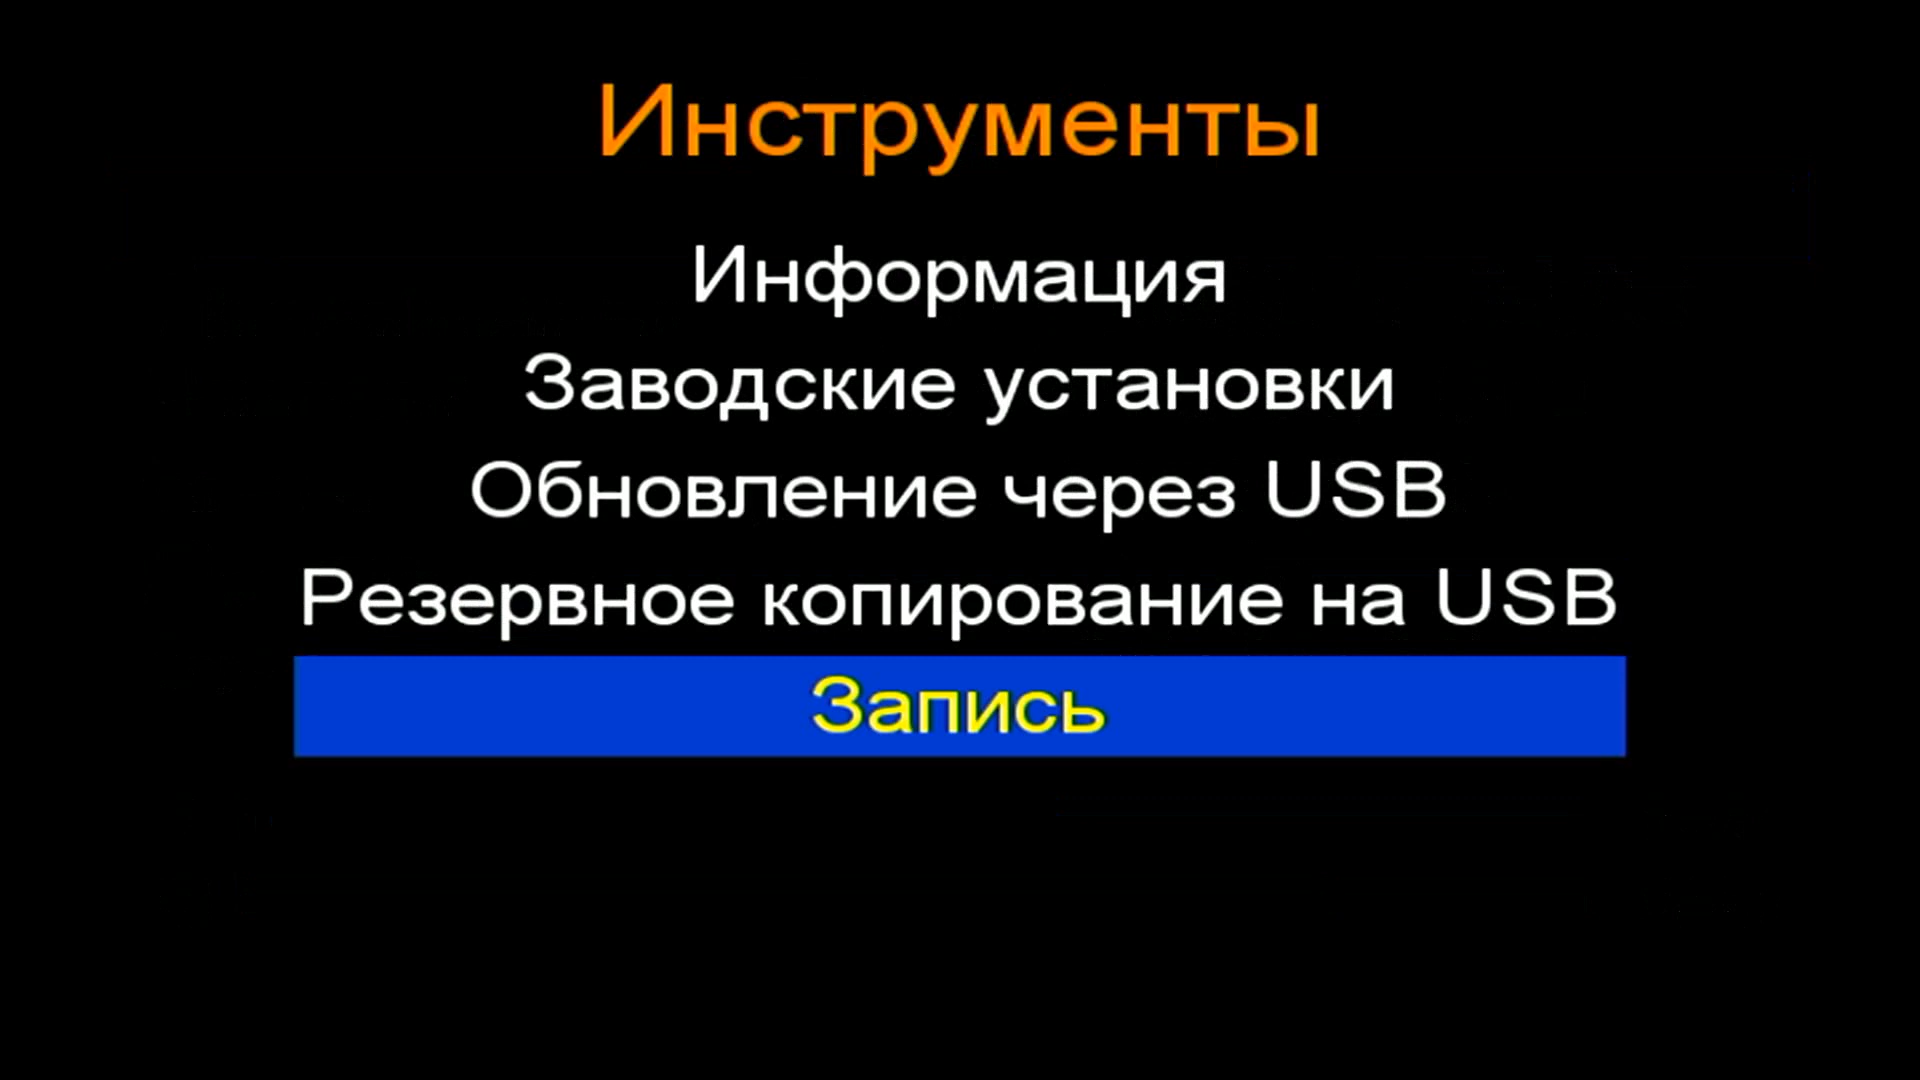 Инструменты
Информация
Заводские установки
Обновление через USB
Резервное копирование на USB
Запись